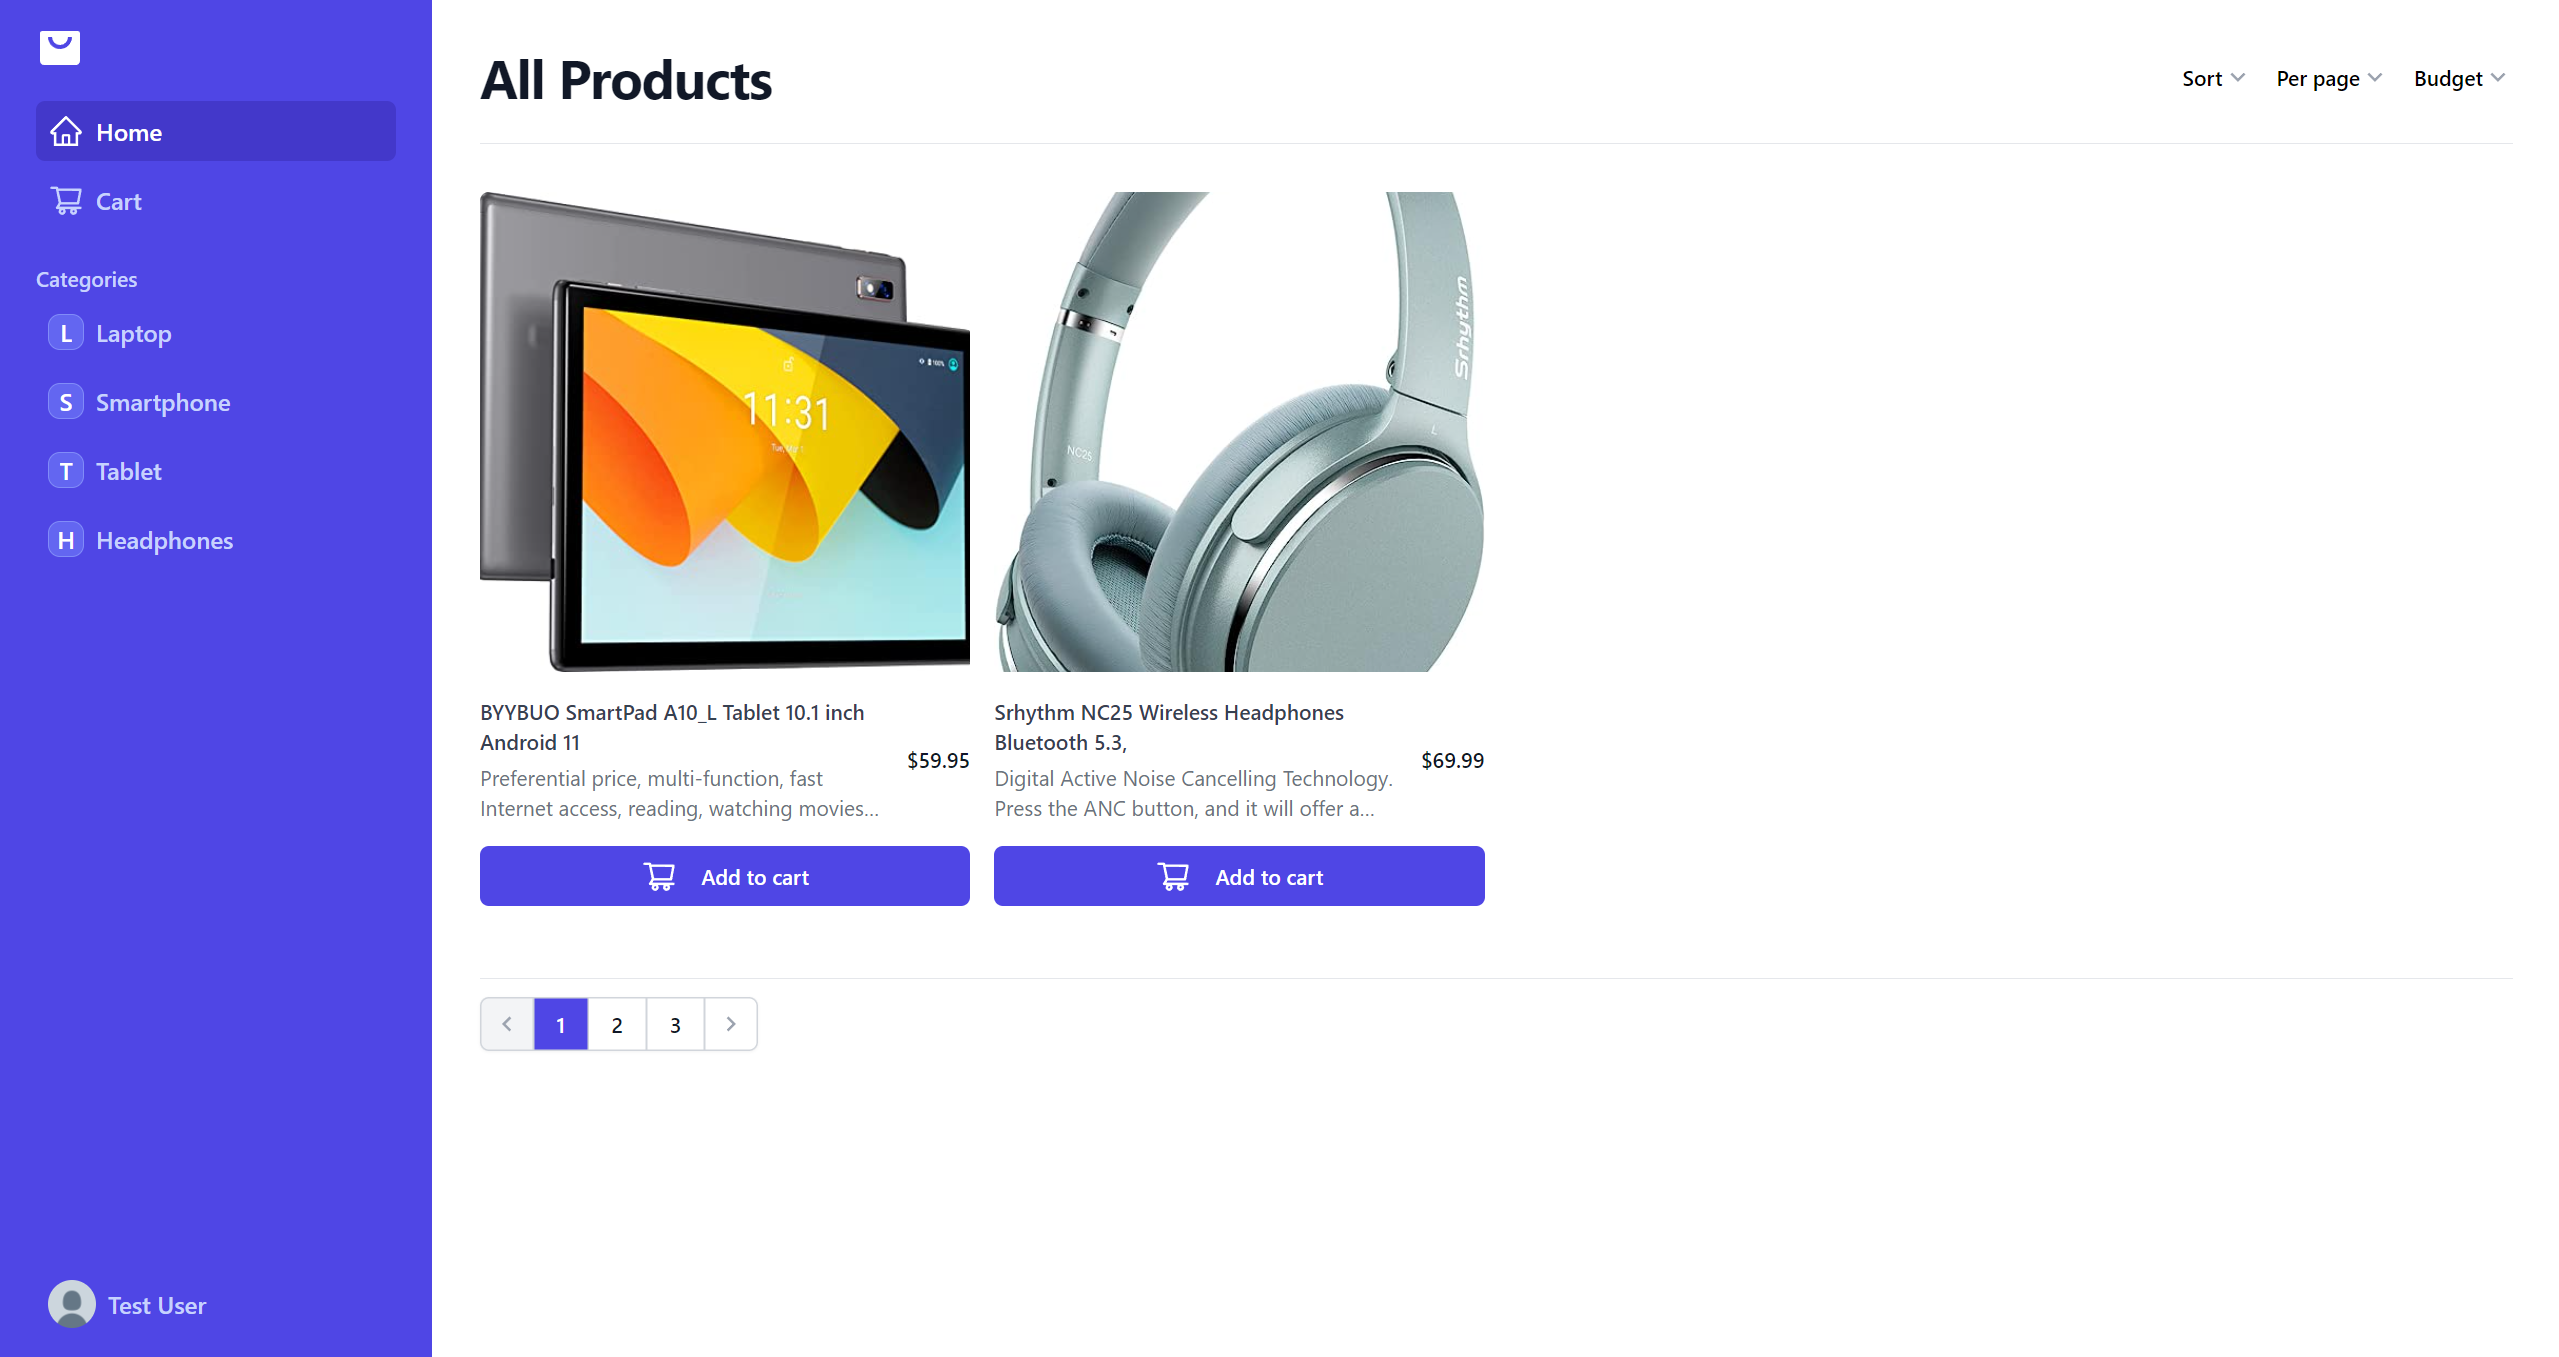 Home
Cart
Categories
L Laptop
S Smartphone
T Tablet
H Headphones
Test User
All Products
Sort
Per page
Budget
11:31
100%
Srhythm
NC25
L
BYYBUO SmartPad A10_L Tablet 10.1 inch
Android 11
$59.95
Preferential price, multi-function, fast
Internet access, reading, watching movies...
Add to cart
Srhythm NC25 Wireless Headphones
Bluetooth 5.3,
$69.99
Digital Active Noise Cancelling Technology.
Press the ANC button, and it will offer a...
Add to cart
1
2
3